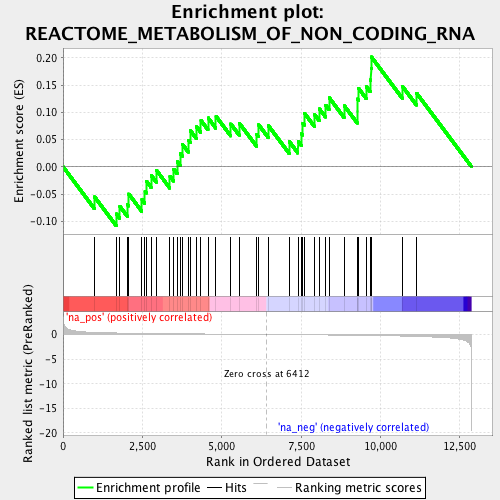 Enrichment plot:
REACTOME_METABOLISM_OF_NON_CODING_RNA
Enrichment score (ES)
0.20
0.15
0.10
0.05
0.00
-0.05
-0.10
'na_pos' (positively correlated)
Ranked list metric (PreRanked)
0
-5
-10
-15
-20
Zero cross at 6412
'na_neg' (negatively correlated)
0
2,500
5,000
7,500
10,000
12,500
Rank in Ordered Dataset
Enrichment profile
Hits
Ranking metric scores